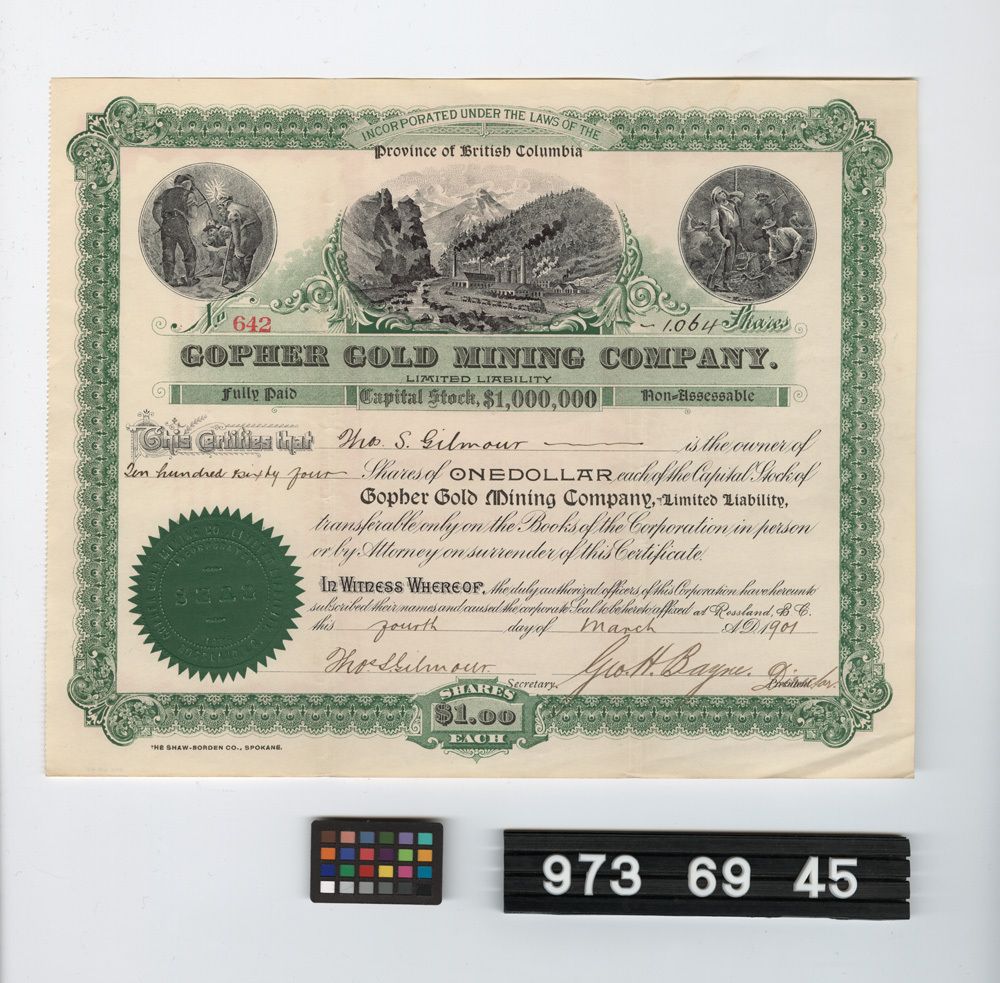 INCORPORATED UNDER THE LAWS OF THE
Province of British Columbia
No 642
1064 Shares
GOPHER GOLD MINING COMPANY.
LIMITED LIABILITY
Fully Paid Capital Stock, $1,000,000 Non-Assessable
This Certifies that Tho. S. Gilmour is the owner of
Ten hundred sixty four Shares of ONE DOLLAR each of the Capital Stock of
Gopher Gold Mining Company, Limited Liability,
transferable only on the Books of the Corporation in person
or by Attorney on surrender of this Certificate.
IN WITNESS WHEREOF, the duly authorized officers of this Corporation have hereunto
subscribed their names and caused the corporate Seal to be hereto affixed at Rossland, B.C.
this fourth day of March A.D. 1901
SEAL
Thos S Gilmour Secretary. Geo. H. Bayne. Director.
President
SHARES
$1.00
EACH
THE SHAW-BORDEN CO., SPOKANE.
973 69 45